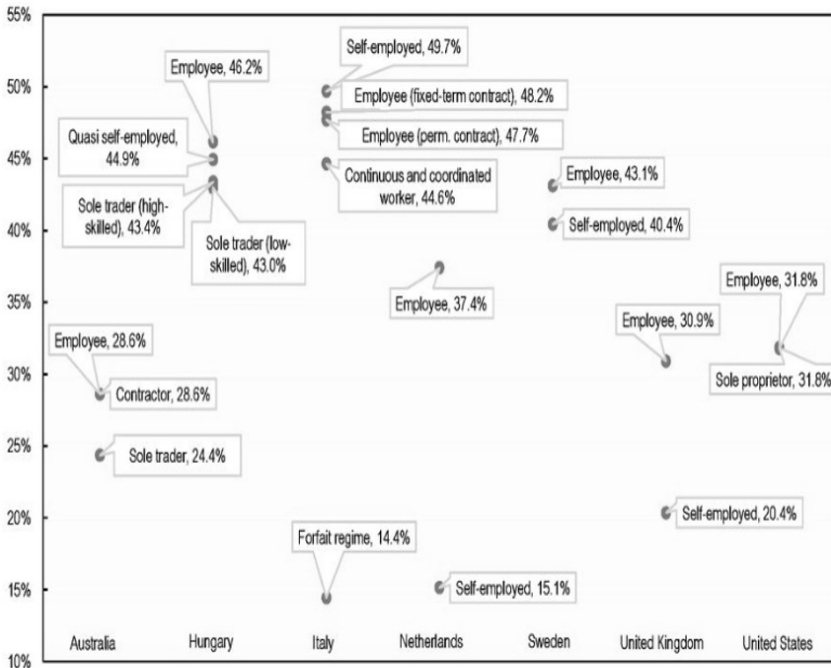 55%
50%
45%
40%
35%
30%
25%
20%
15%
10%
Employee, 28.6%
Contractor, 28.6%
Sole trader, 24.4%
Employee, 46.2%
Quasi self-employed,
44.9%
Sole trader (high-
skilled), 43.4%
Sole trader (low-
skilled), 43.0%
Self-employed, 49.7%
Employee (fixed-term contract), 48.2%
Employee (perm. contract), 47.7%
Continuous and coordinated
worker, 44.6%
Forfait regime, 14.4%
Employee, 37.4%
Self-employed, 15.1%
Employee, 43.1%
Self-employed, 40.4%
Employee, 30.9%
Self-employed, 20.4%
Employee, 31.8%
Sole proprietor, 31.8%
Australia
Hungary
Italy
Netherlands
Sweden
United Kingdom
United States